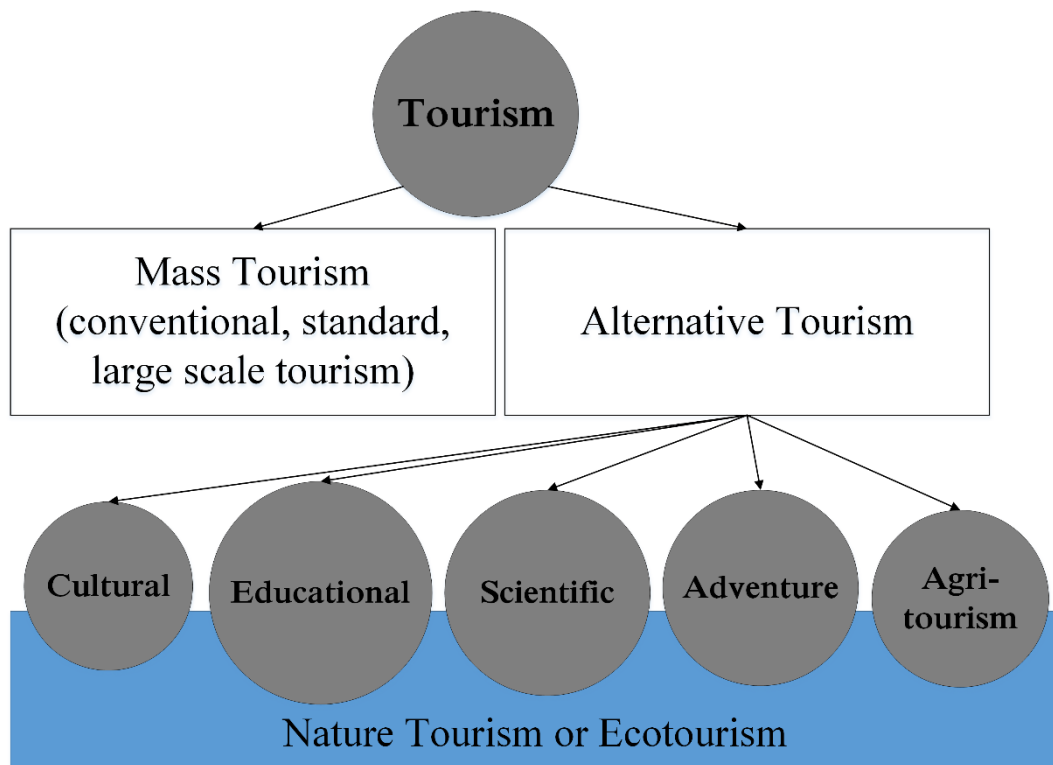 Tourism
Mass Tourism
(conventional, standard,
large scale tourism)
Alternative Tourism
Cultural
Educational
Scientific
Adventure
Agri-
tourism
Nature Tourism or Ecotourism